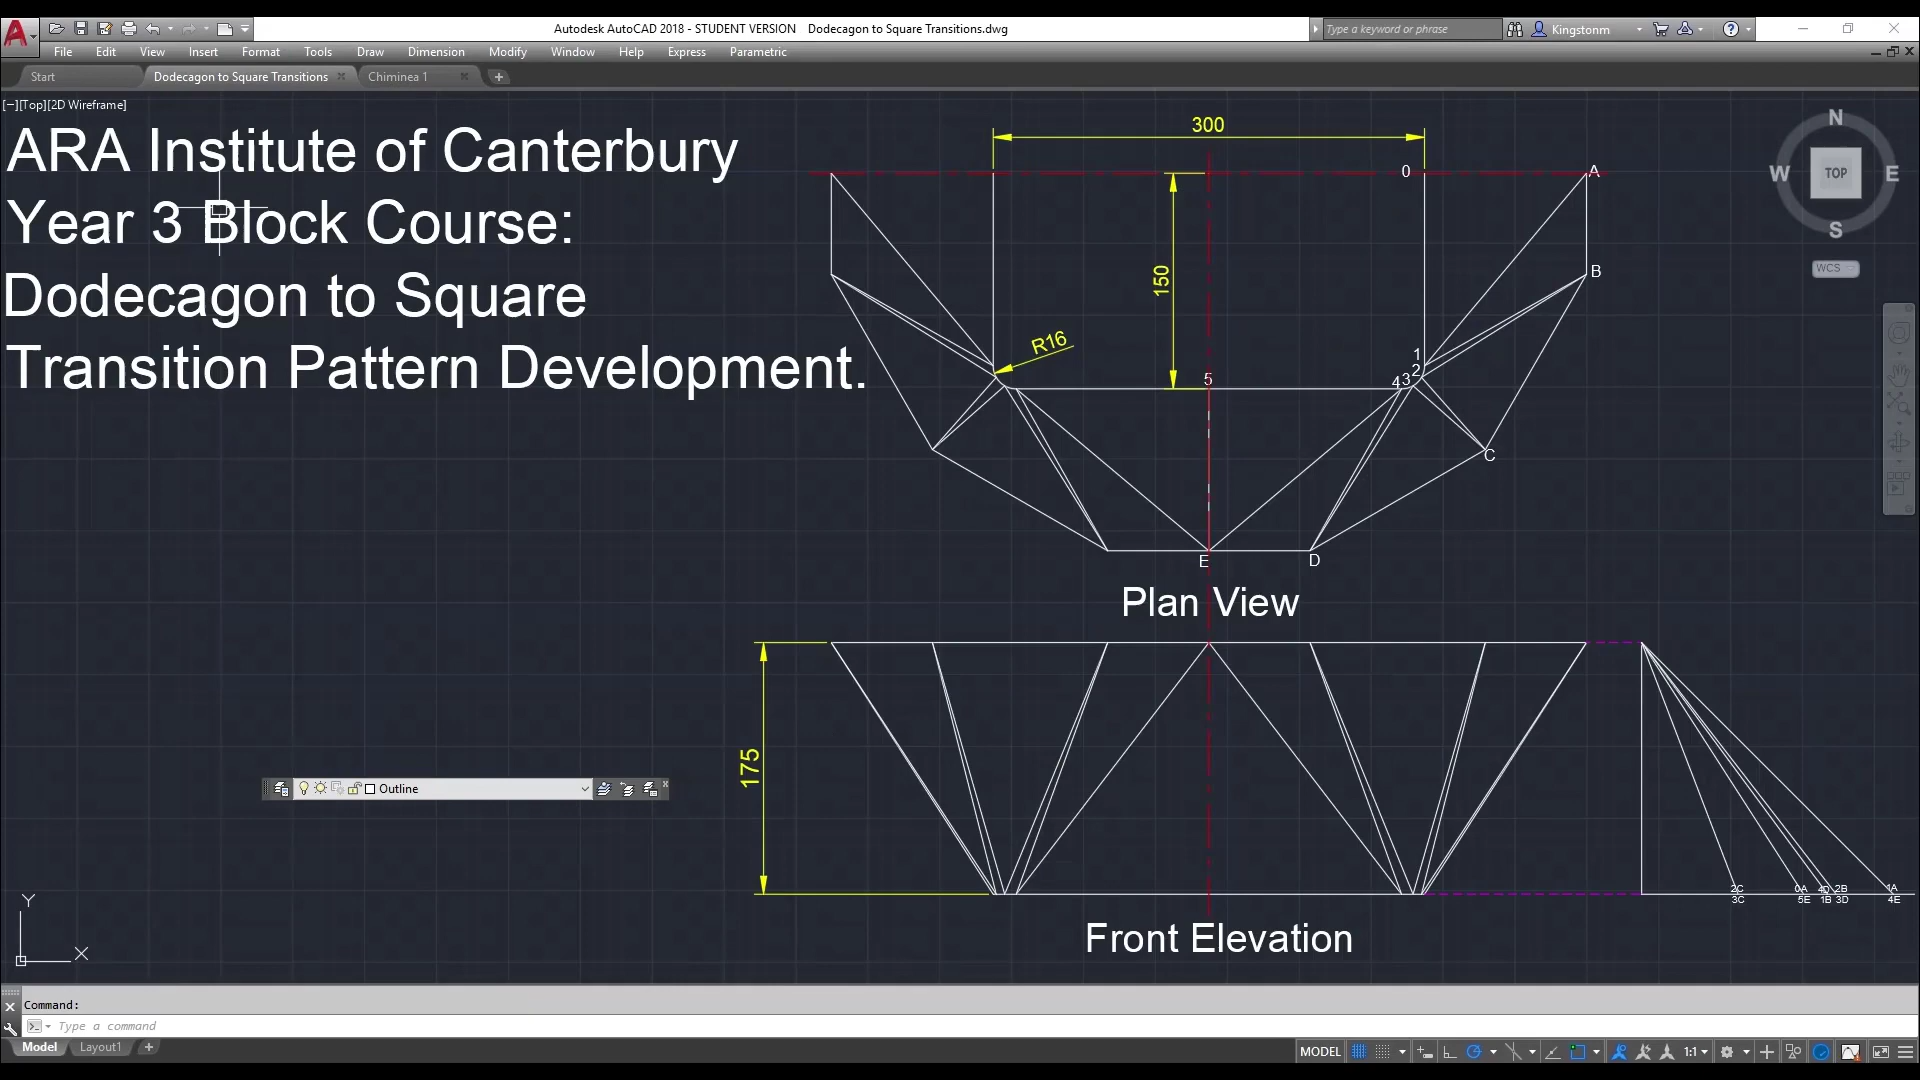 Autodesk AutoCAD 2018 - STUDENT VERSION Dodecagon to Square Transitions.dwg
Type a keyword or phrase
Kingstonm
File Edit View Insert Format Tools Draw Dimension Modify Window Help Express Parametric
Start Dodecagon to Square Transitions Chiminea 1
[−][Top][2D Wireframe]
ARA Institute of Canterbury
Year 3 Block Course:
Dodecagon to Square
Transition Pattern Development.
300
0 A
B
150
R16
1
2
5 4 3
C
E D
Plan View
175
2C 0A 4D 2B 1A
3C 5E 1B 3D 4E
Front Elevation
N
W TOP E
S
WCS
Outline
Y
X
Command:
Type a command
Model Layout1
MODEL 1:1